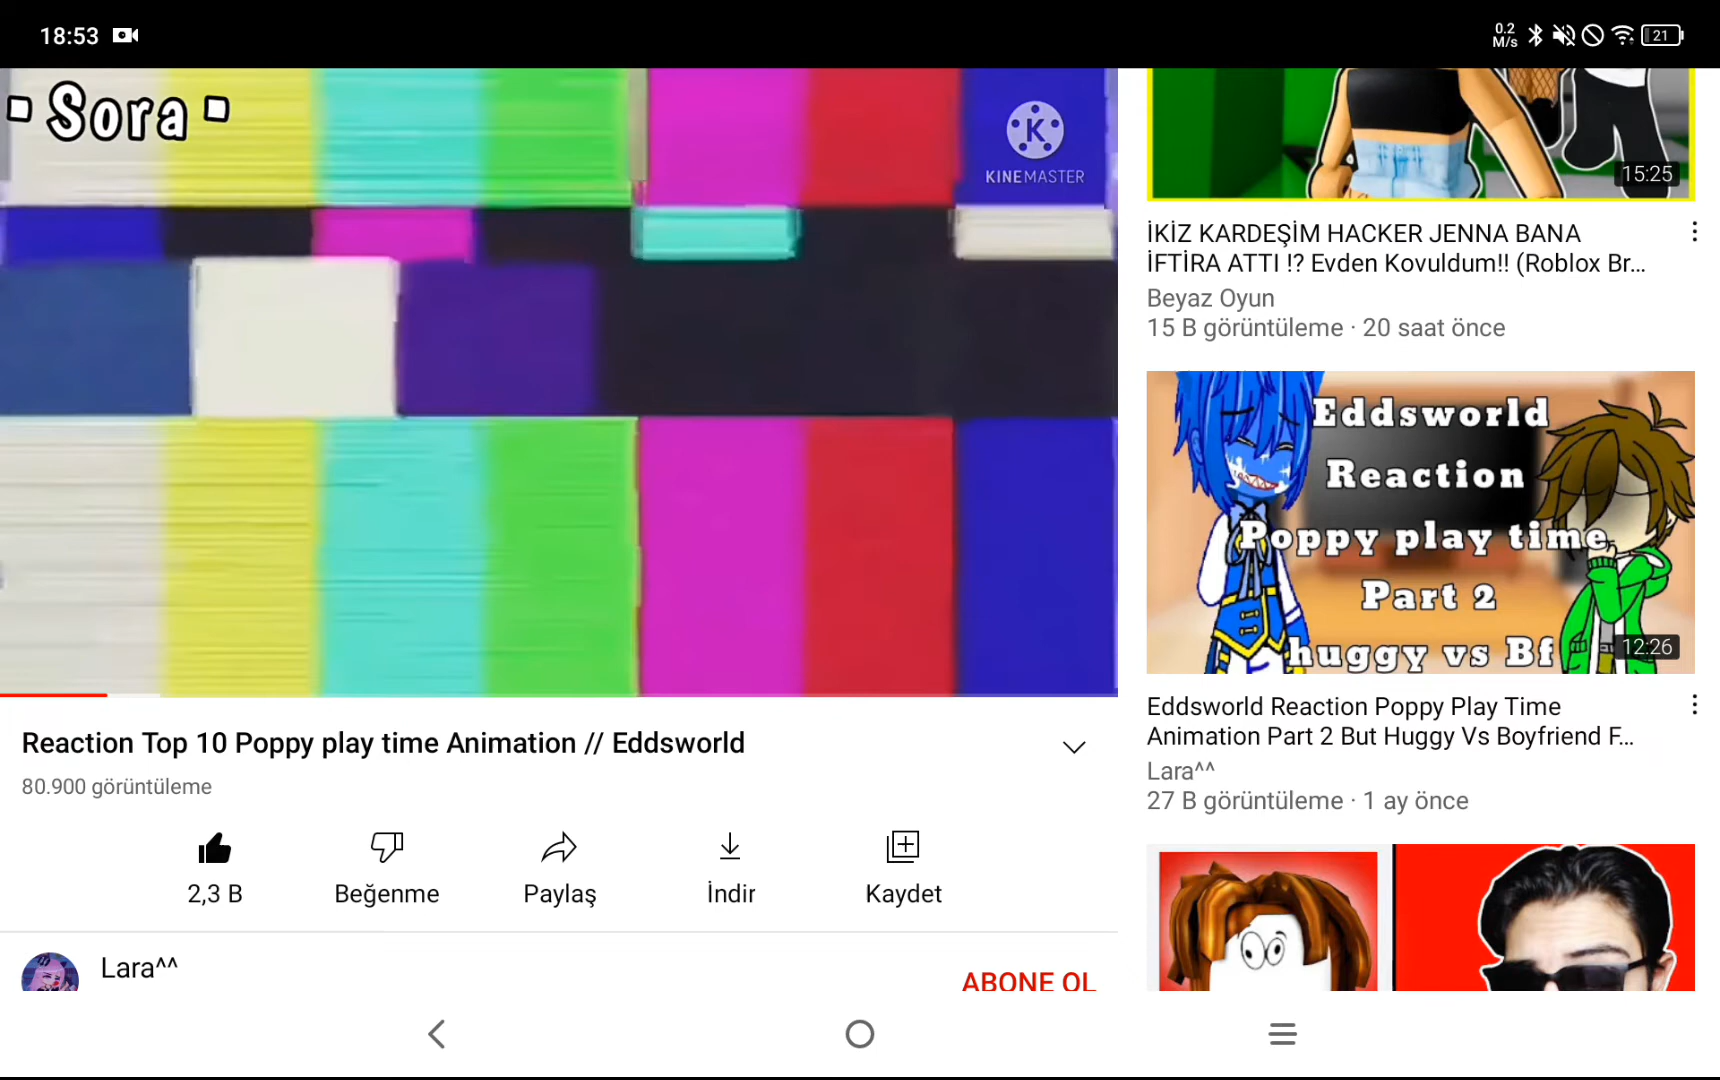 18:53
0.2
M/s
21
Sora
KINEMASTER
Reaction Top 10 Poppy play time Animation // Eddsworld
80.900 görüntüleme
2,3 B
Beğenme
Paylaş
İndir
Kaydet
Lara^^
ABONE OL
15:25
İKİZ KARDEŞİM HACKER JENNA BANA
İFTİRA ATTI !? Evden Kovuldum!! (Roblox Br...
Beyaz Oyun
15 B görüntüleme · 20 saat önce
Eddsworld
Reaction
Poppy play time
Part 2
huggy vs Bf
12:26
Eddsworld Reaction Poppy Play Time
Animation Part 2 But Huggy Vs Boyfriend F...
Lara^^
27 B görüntüleme · 1 ay önce